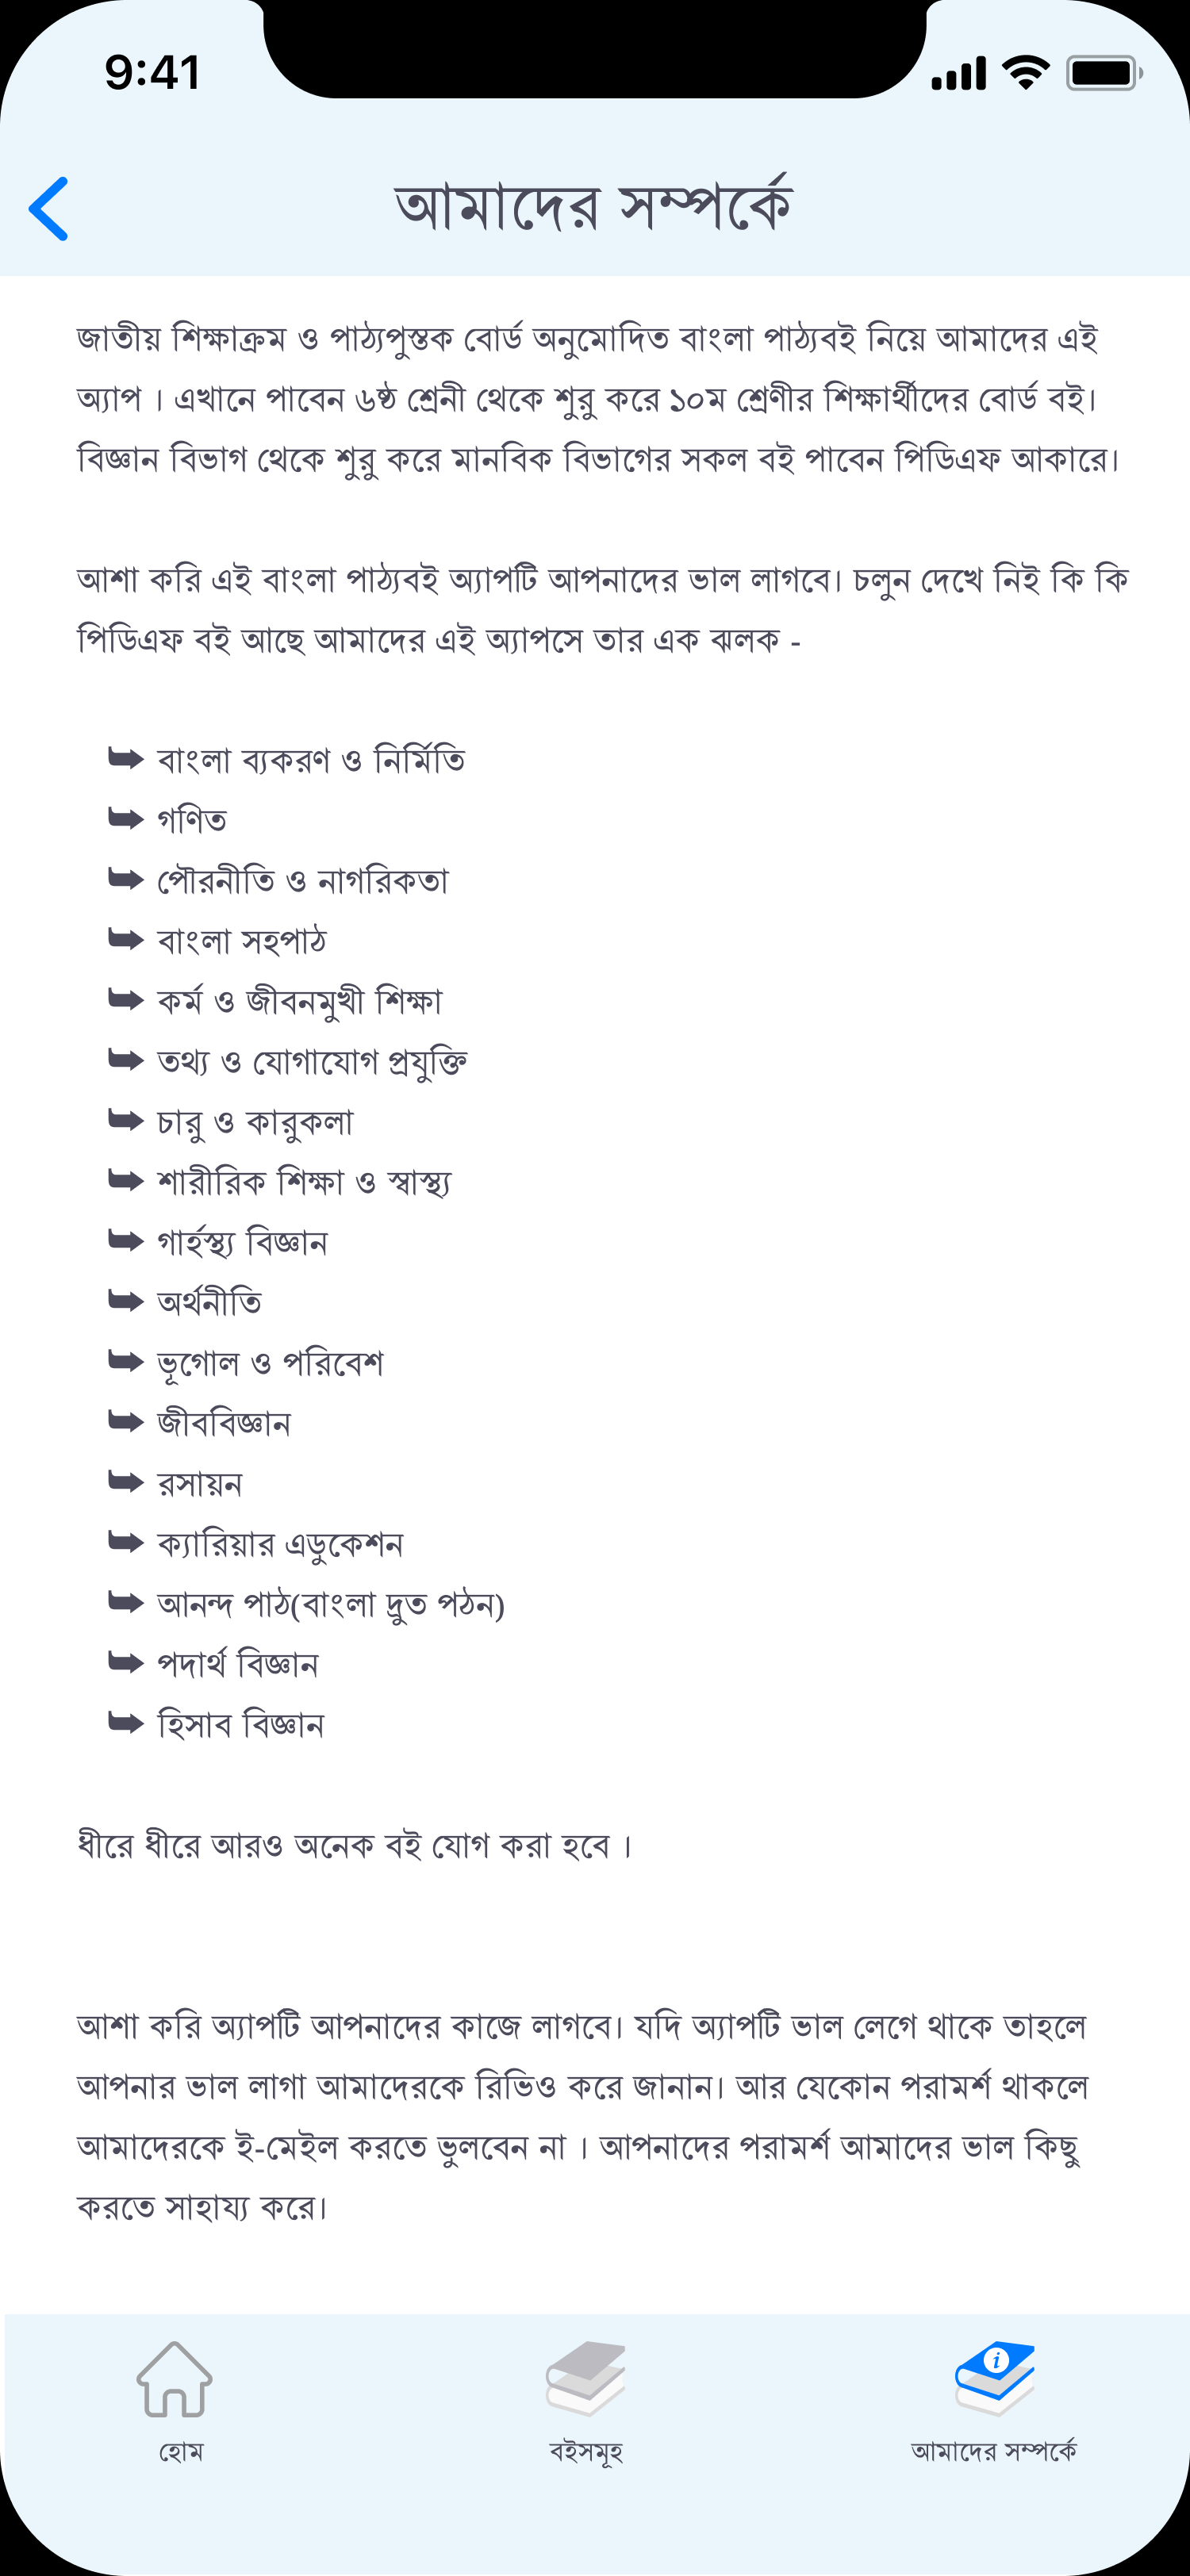 9:41
আমাদের সম্পর্কে
জাতীয় শিক্ষাক্রম ও পাঠ্যপুস্তক বোর্ড অনুমোদিত বাংলা পাঠ্যবই নিয়ে আমাদের এই
অ্যাপ । এখানে পাবেন ৬ষ্ঠ শ্রেনী থেকে শুরু করে ১০ম শ্রেণীর শিক্ষার্থীদের বোর্ড বই।
বিজ্ঞান বিভাগ থেকে শুরু করে মানবিক বিভাগের সকল বই পাবেন পিডিএফ আকারে।
আশা করি এই বাংলা পাঠ্যবই অ্যাপটি আপনাদের ভাল লাগবে। চলুন দেখে নিই কি কি
পিডিএফ বই আছে আমাদের এই অ্যাপসে তার এক ঝলক -
➥ বাংলা ব্যকরণ ও নির্মিতি
➥ গণিত
➥ পৌরনীতি ও নাগরিকতা
➥ বাংলা সহপাঠ
➥ কর্ম ও জীবনমুখী শিক্ষা
➥ তথ্য ও যোগাযোগ প্রযুক্তি
➥ চারু ও কারুকলা
➥ শারীরিক শিক্ষা ও স্বাস্থ্য
➥ গার্হস্থ্য বিজ্ঞান
➥ অর্থনীতি
➥ ভূগোল ও পরিবেশ
➥ জীববিজ্ঞান
➥ রসায়ন
➥ ক্যারিয়ার এডুকেশন
➥ আনন্দ পাঠ(বাংলা দ্রুত পঠন)
➥ পদার্থ বিজ্ঞান
➥ হিসাব বিজ্ঞান
ধীরে ধীরে আরও অনেক বই যোগ করা হবে ।
আশা করি অ্যাপটি আপনাদের কাজে লাগবে। যদি অ্যাপটি ভাল লেগে থাকে তাহলে
আপনার ভাল লাগা আমাদেরকে রিভিও করে জানান। আর যেকোন পরামর্শ থাকলে
আমাদেরকে ই-মেইল করতে ভুলবেন না । আপনাদের পরামর্শ আমাদের ভাল কিছু
করতে সাহায্য করে।
i
হোম
বইসমূহ
আমাদের সম্পর্কে